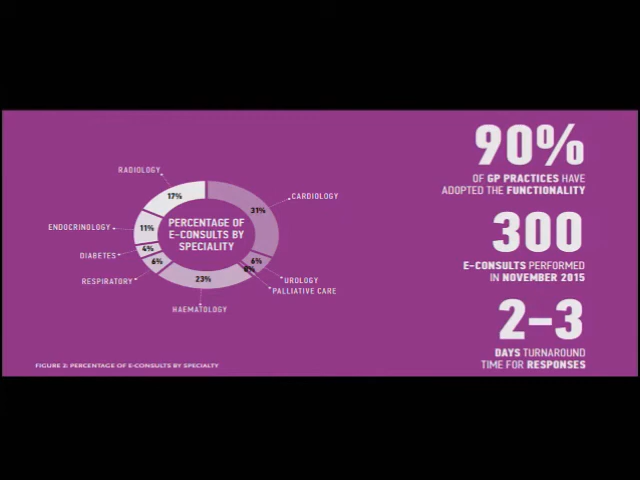 RADIOLOGY
17%
CARDIOLOGY
31%
ENDOCRINOLOGY
11%
PERCENTAGE OF
E-CONSULTS BY
SPECIALITY
DIABETES
4%
RESPIRATORY
6%
6%
UROLOGY
PALLIATIVE CARE
23%
HAEMATOLOGY
FIGURE 2: PERCENTAGE OF E-CONSULTS BY SPECIALTY
90%
OF GP PRACTICES HAVE
ADOPTED THE FUNCTIONALITY
300
E-CONSULTS PERFORMED
IN NOVEMBER 2015
2–3
DAYS TURNAROUND
TIME FOR RESPONSES